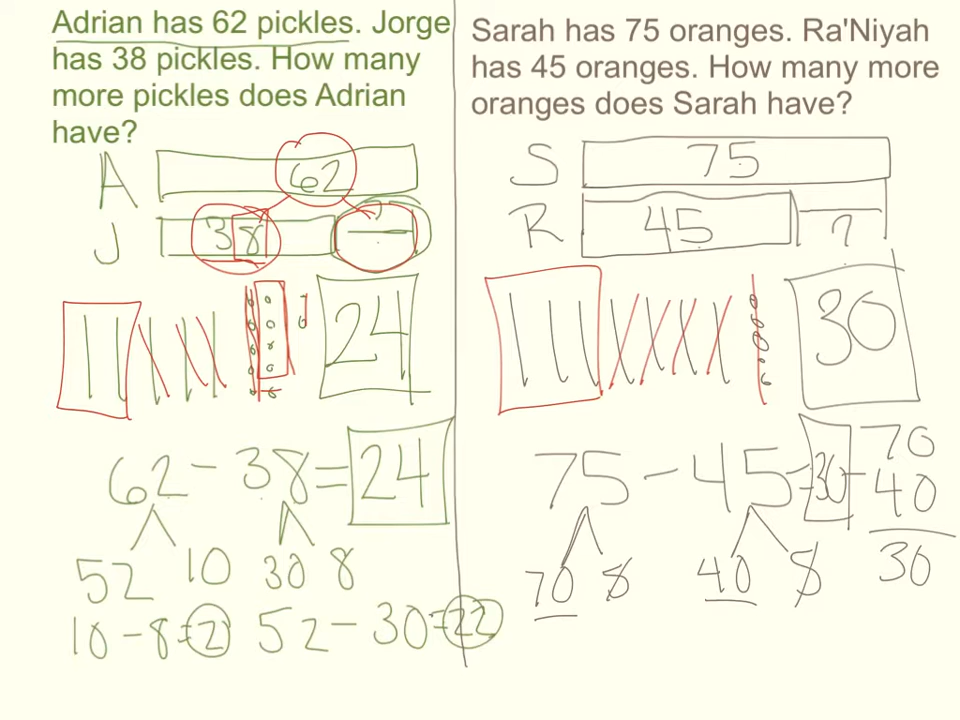 Adrian has 62 pickles. Jorge
has 38 pickles. How many
more pickles does Adrian
have?
A 62
J 38
24
62 - 38 = 24
52 10 30 8
10 - 8 = 2 52 - 30 = 22
Sarah has 75 oranges. Ra'Niyah
has 45 oranges. How many more
oranges does Sarah have?
S 75
R 45 ?
30
75 - 45 = 30
70 5 40 5
- 70
40
30